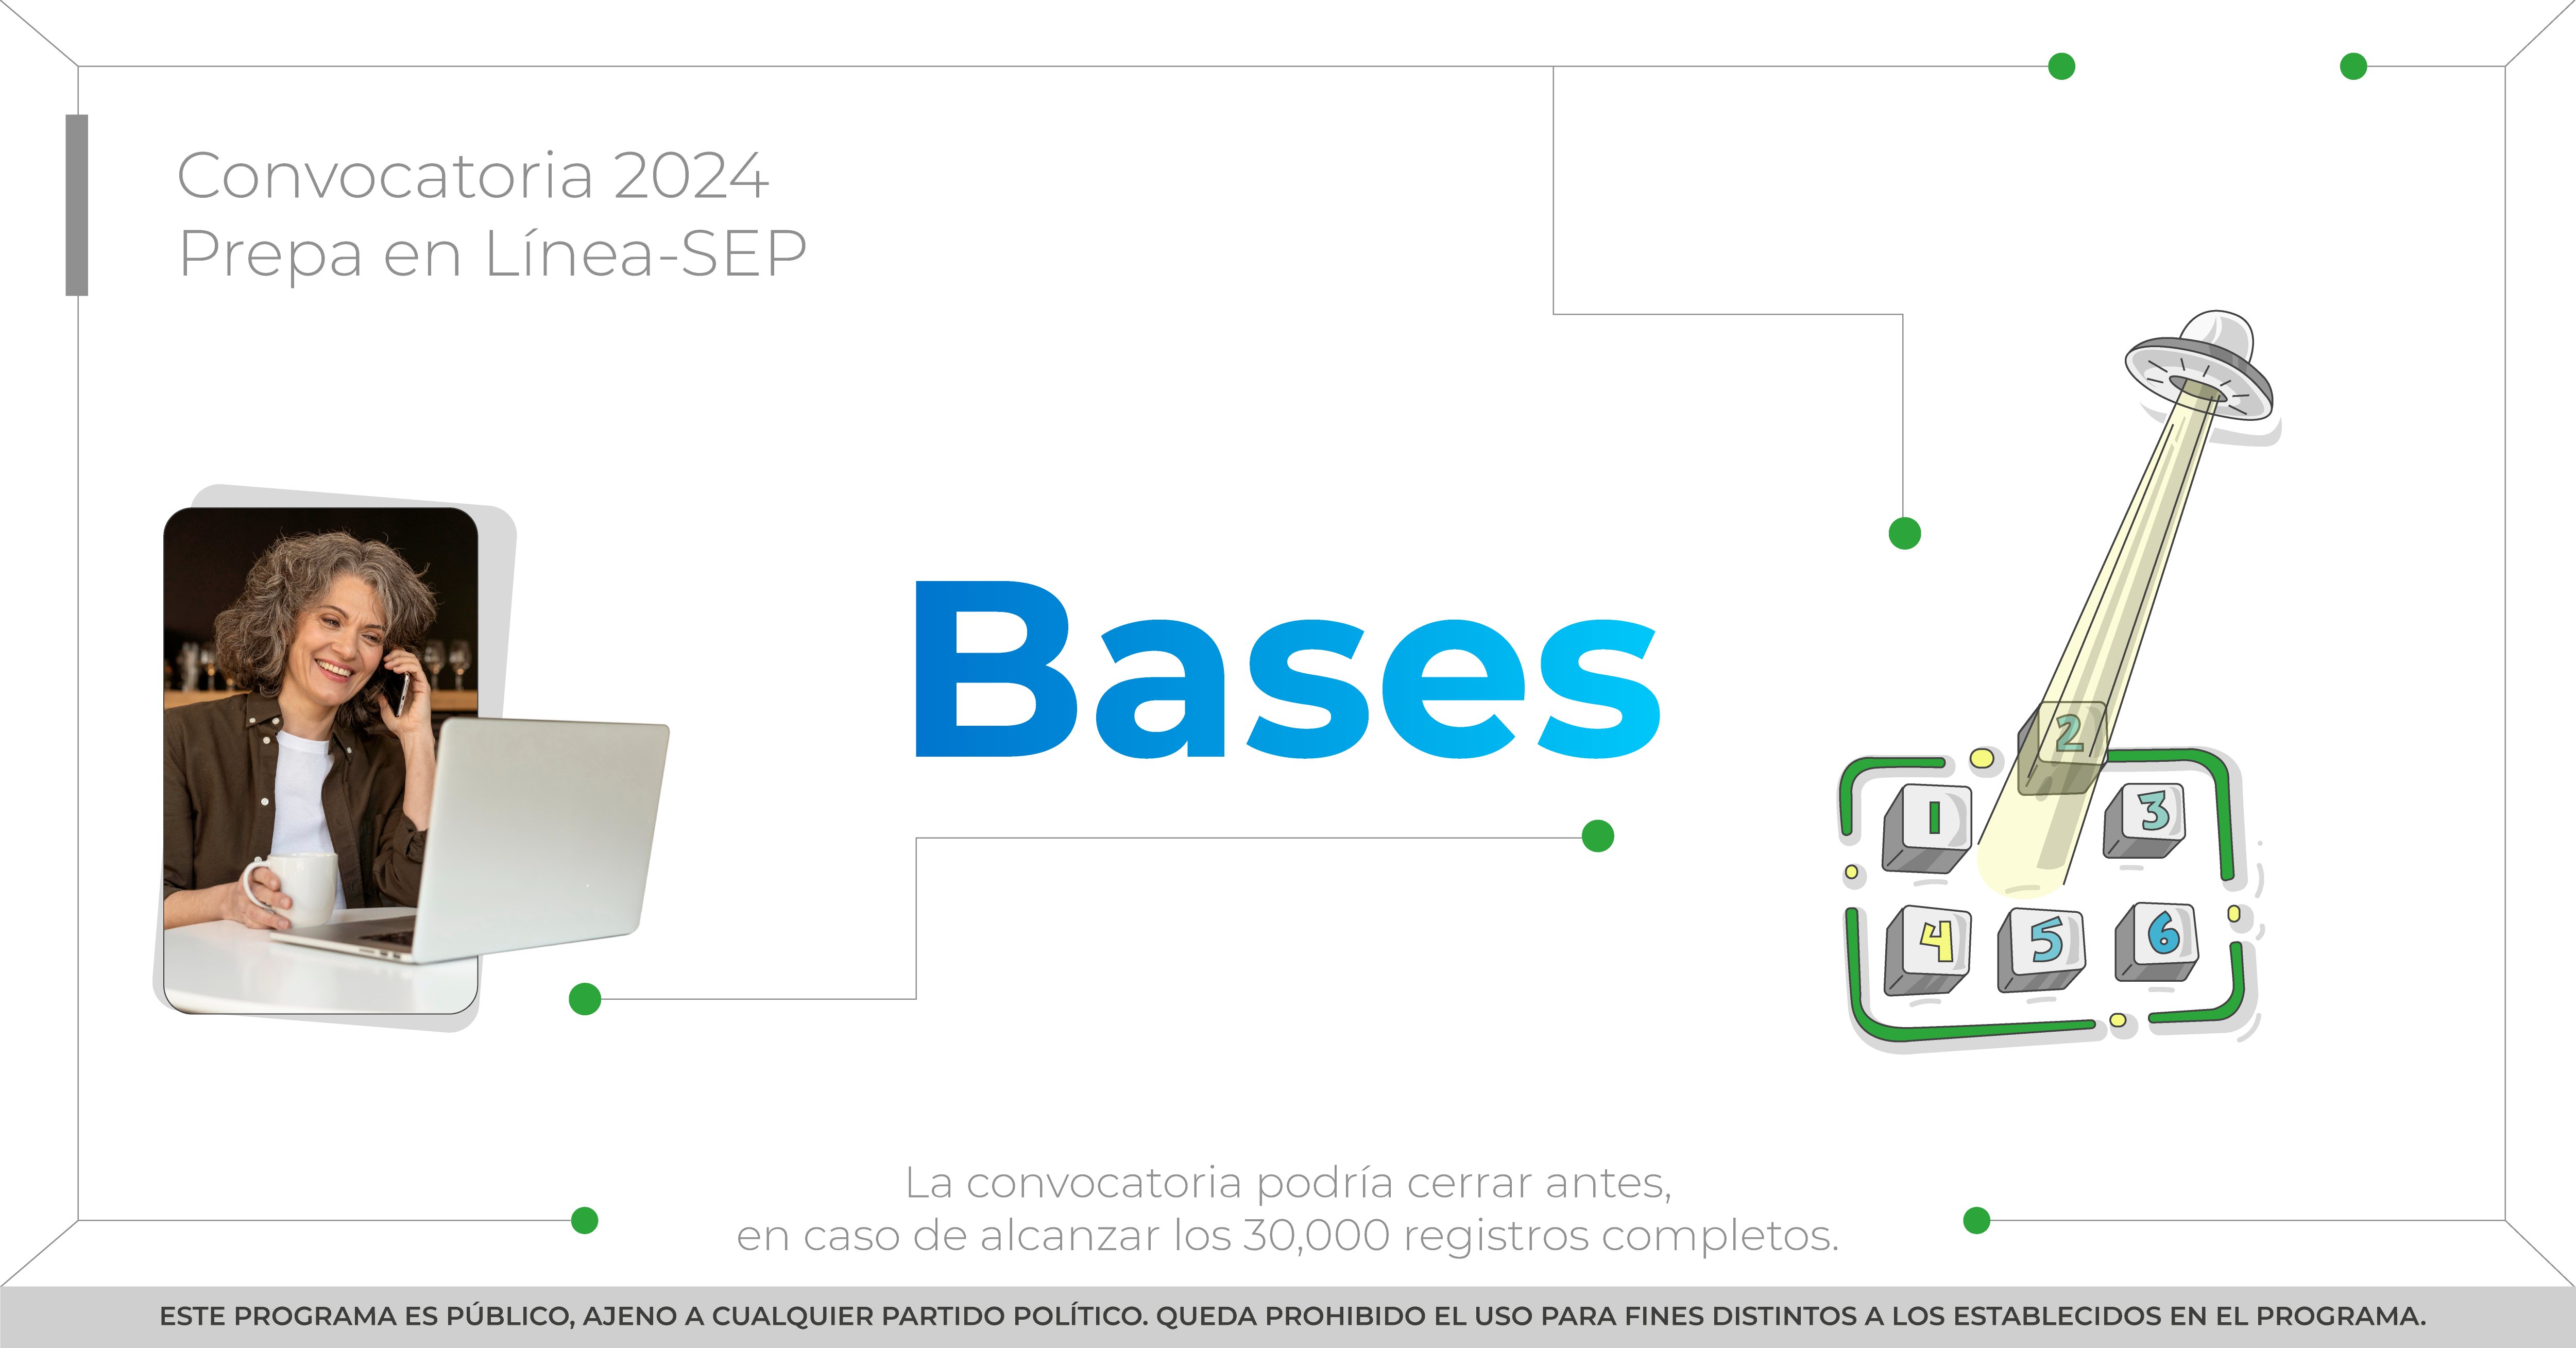 Convocatoria 2024
Prepa en Línea-SEP
Bases
2
1
3
4
5
6
La convocatoria podría cerrar antes,
en caso de alcanzar los 30,000 registros completos.
ESTE PROGRAMA ES PÚBLICO, AJENO A CUALQUIER PARTIDO POLÍTICO. QUEDA PROHIBIDO EL USO PARA FINES DISTINTOS A LOS ESTABLECIDOS EN EL PROGRAMA.